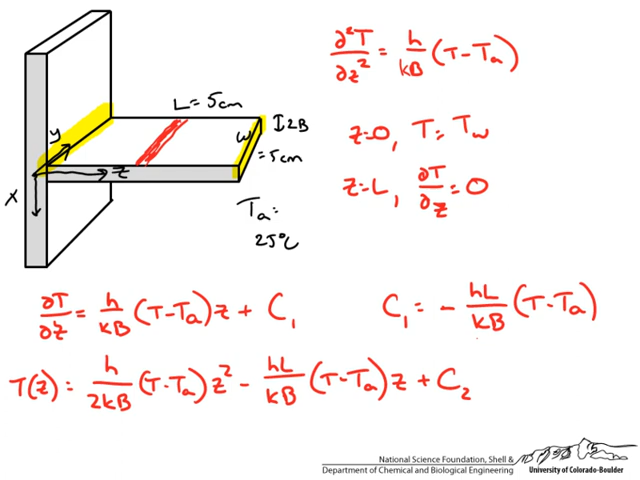 ∂²T/∂z² = h/kB (T-Ta)
L=5cm
I2B
y
w
z=0, T=Tw
=5cm
z
x
z=L, ∂T/∂z=0
Ta=
25°C
∂T/∂z = h/kB (T-Ta)z + C₁
C₁ = - hL/kB (T-Ta)
T(z) = h/2kB (T-Ta)z² - hL/kB (T-Ta)z + C₂
National Science Foundation, Shell &
Department of Chemical and Biological Engineering
University of Colorado-Boulder